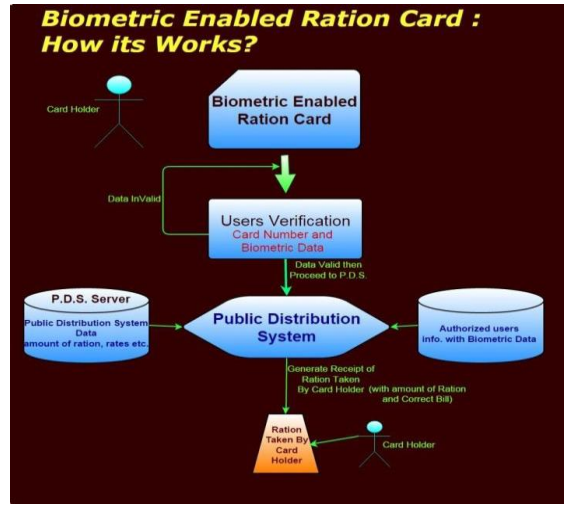 Biometric Enabled Ration Card :
How its Works?
Card Holder
Biometric Enabled
Ration Card
Data InValid
Users Verification
Card Number and
Biometric Data
Data Valid then
Proceed to P.D.S.
P.D.S. Server
Public Distribution System
Data
amount of ration, rates etc.
Public Distribution
System
Authorized users
info. with Biometric Data
Generate Receipt of
Ration Taken
By Card Holder (with amount of Ration
and Correct Bill)
Ration
Taken By
Card
Holder
Card Holder